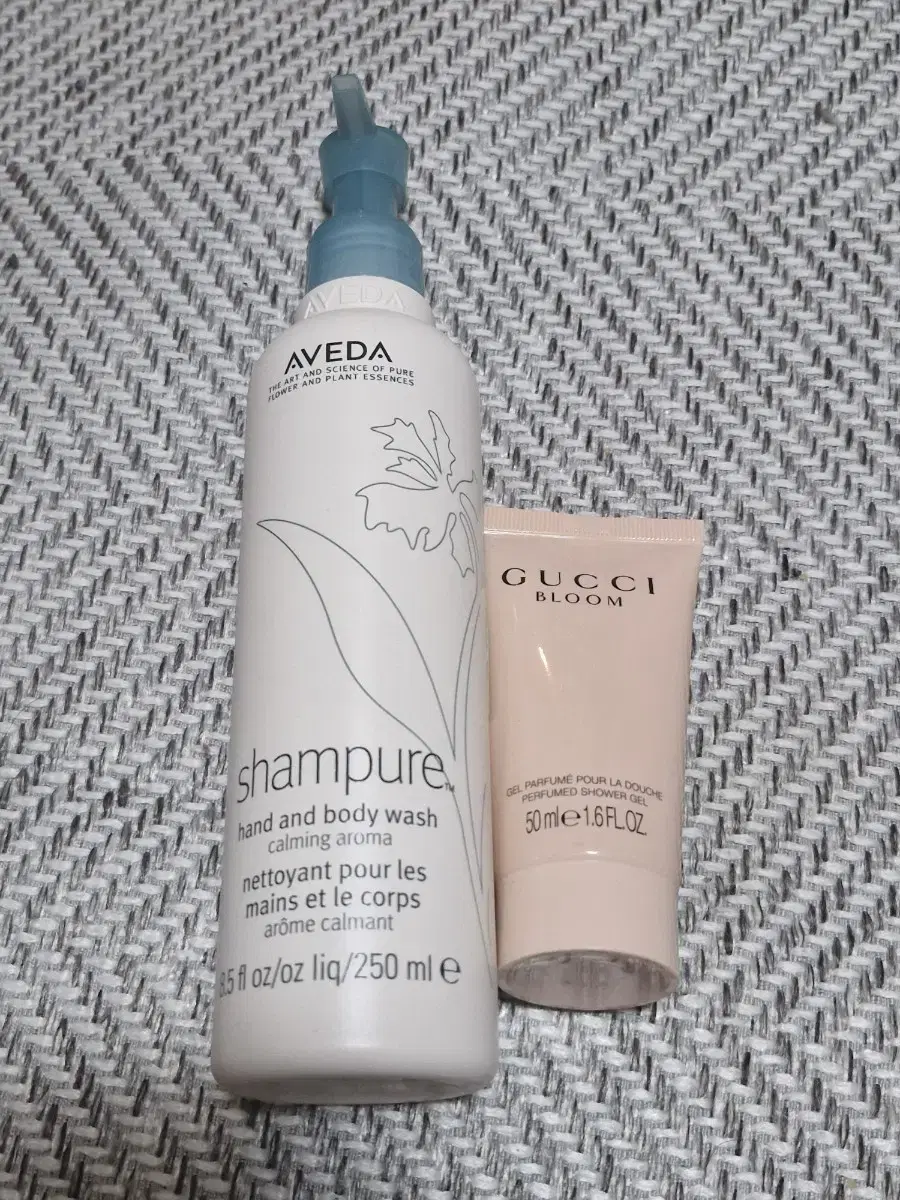 AVEDA
AVEDA
THE ART AND SCIENCE OF PURE
FLOWER AND PLANT ESSENCES
shampure™
hand and body wash
calming aroma
nettoyant pour les
mains et le corps
arôme calmant
8.5 fl oz/oz liq/250 ml ℮
GUCCI
BLOOM
GEL PARFUMÉ POUR LA DOUCHE
PERFUMED SHOWER GEL
50 ml ℮ 1.6 FL.OZ